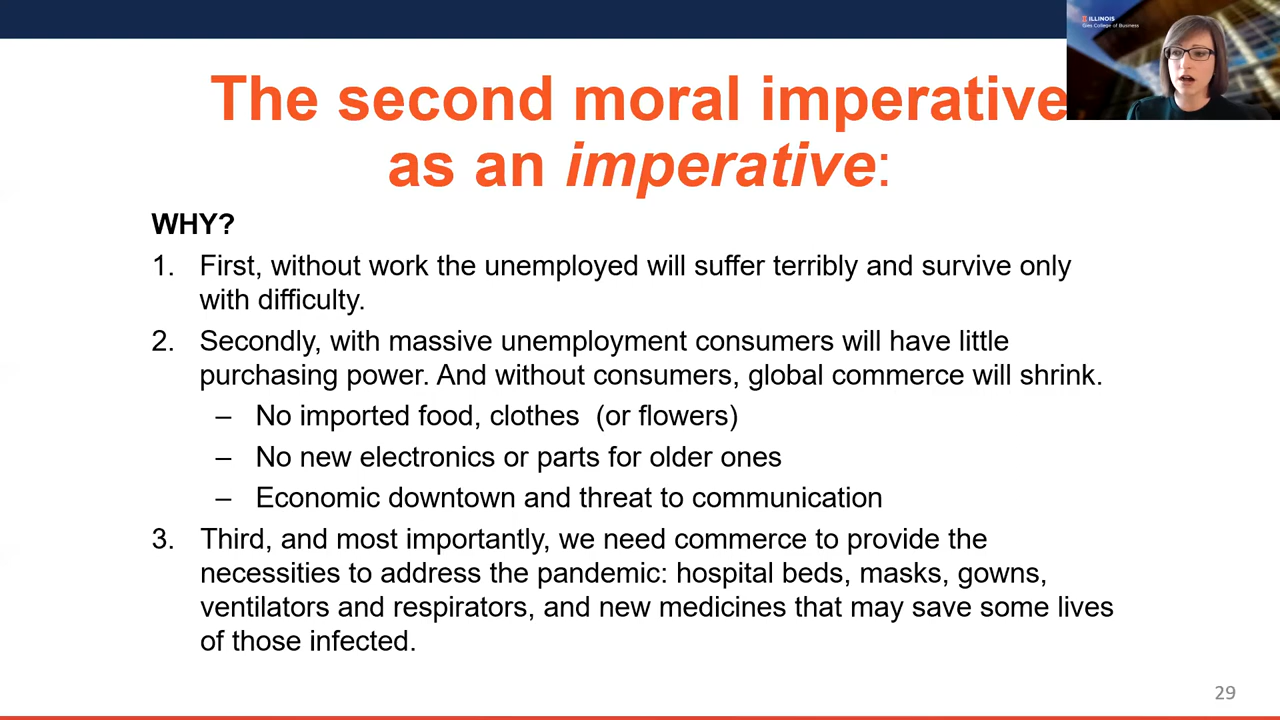 ILLINOIS
Gies College of Business
The second moral imperative
as an imperative:
WHY?
1. First, without work the unemployed will suffer terribly and survive only
with difficulty.
2. Secondly, with massive unemployment consumers will have little
purchasing power. And without consumers, global commerce will shrink.
– No imported food, clothes (or flowers)
– No new electronics or parts for older ones
– Economic downtown and threat to communication
3. Third, and most importantly, we need commerce to provide the
necessities to address the pandemic: hospital beds, masks, gowns,
ventilators and respirators, and new medicines that may save some lives
of those infected.
29